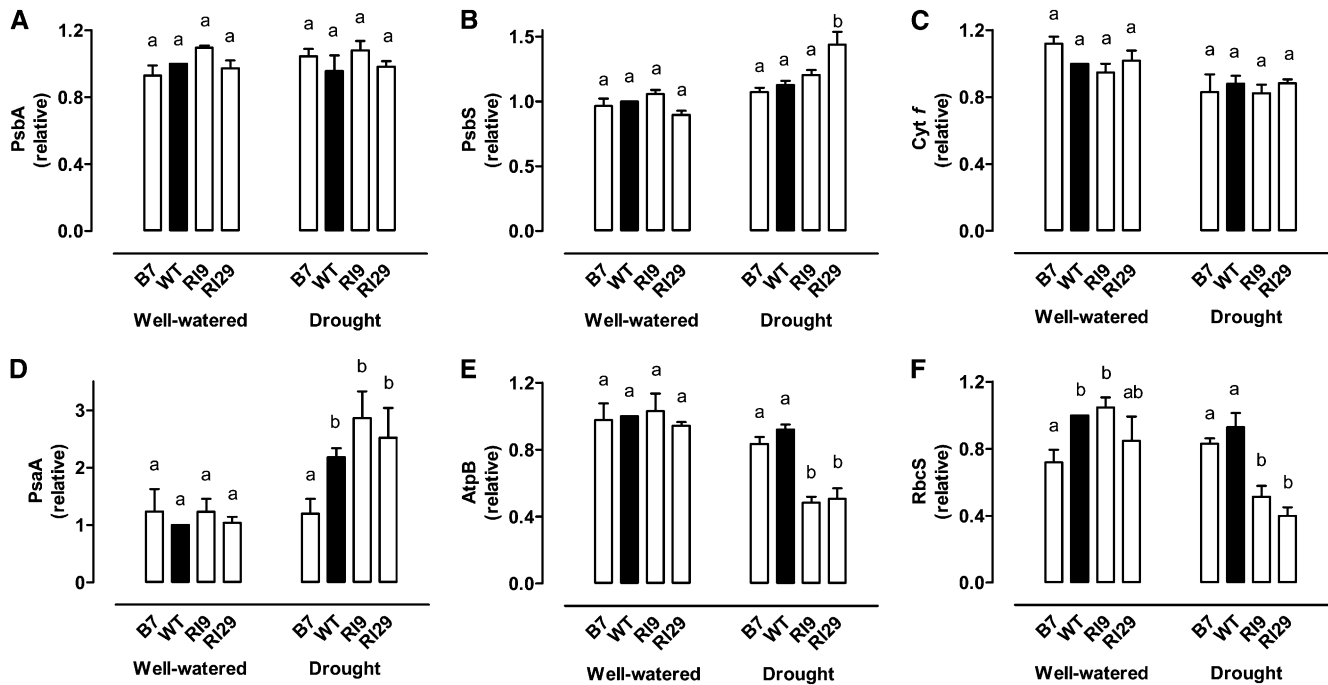 A
PsbA
(relative)
1.2
0.8
0.4
0.0
a a a a a a a a
B7 WT RI9 RI29 B7 WT RI9 RI29
Well-watered Drought
B
PsbS
(relative)
1.5
1.0
0.5
0.0
a a a a a a a b
B7 WT RI9 RI29 B7 WT RI9 RI29
Well-watered Drought
C
Cyt f
(relative)
1.2
0.8
0.4
0.0
a a a a a a a a
B7 WT RI9 RI29 B7 WT RI9 RI29
Well-watered Drought
D
PsaA
(relative)
3
2
1
0
a a a a a b b b
B7 WT RI9 RI29 B7 WT RI9 RI29
Well-watered Drought
E
AtpB
(relative)
1.2
0.8
0.4
0.0
a a a a a a b b
B7 WT RI9 RI29 B7 WT RI9 RI29
Well-watered Drought
F
RbcS
(relative)
1.2
0.8
0.4
0.0
a b b ab a a b b
B7 WT RI9 RI29 B7 WT RI9 RI29
Well-watered Drought